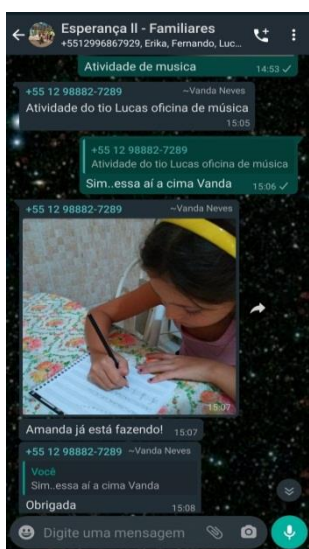 Esperança ll - Familiares
+5512996867929, Erika, Fernando, Luc...
Atividade de musica
14:53
+55 12 98882-7289 ~Vanda Neves
Atividade do tio Lucas oficina de música
15:05
+55 12 98882-7289
Atividade do tio Lucas oficina de música
Sim..essa aí a cima Vanda 15:06
+55 12 98882-7289 ~Vanda Neves
15:07
Amanda já está fazendo! 15:07
+55 12 98882-7289 ~Vanda Neves
Você
Sim..essa aí a cima Vanda
Obrigada 15:08
Digite uma mensagem